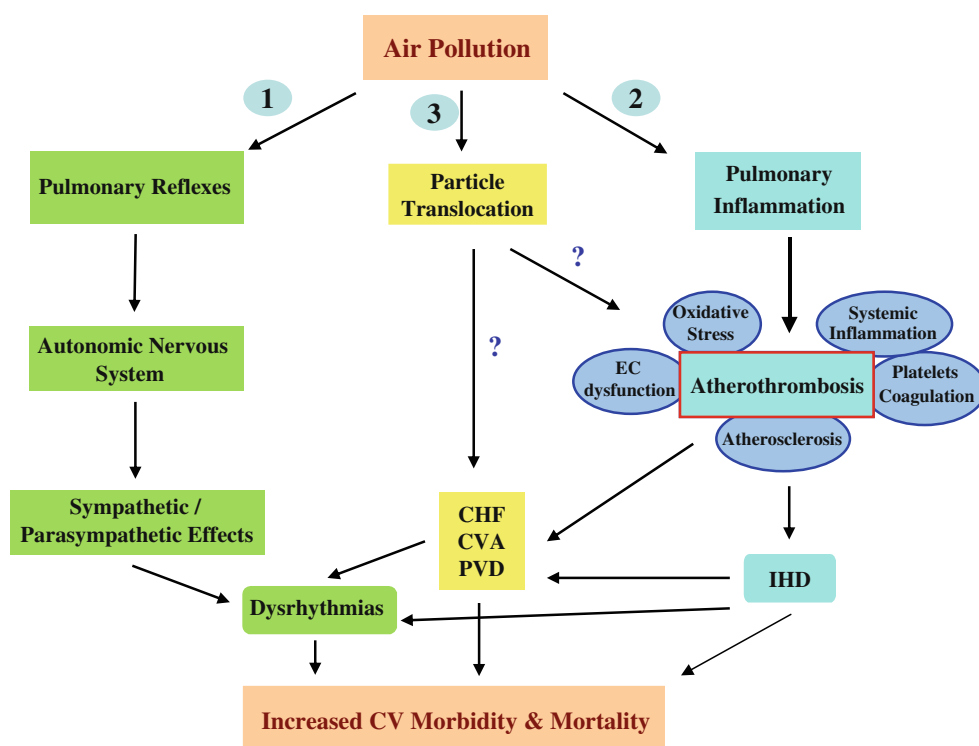 Air Pollution
1
3
2
Pulmonary Reflexes
Particle
Translocation
Pulmonary
Inflammation
?
?
Oxidative
Stress
Systemic
Inflammation
EC
dysfunction
Atherothrombosis
Platelets
Coagulation
Atherosclerosis
Autonomic Nervous
System
Sympathetic /
Parasympathetic Effects
CHF
CVA
PVD
IHD
Dysrhythmias
Increased CV Morbidity & Mortality